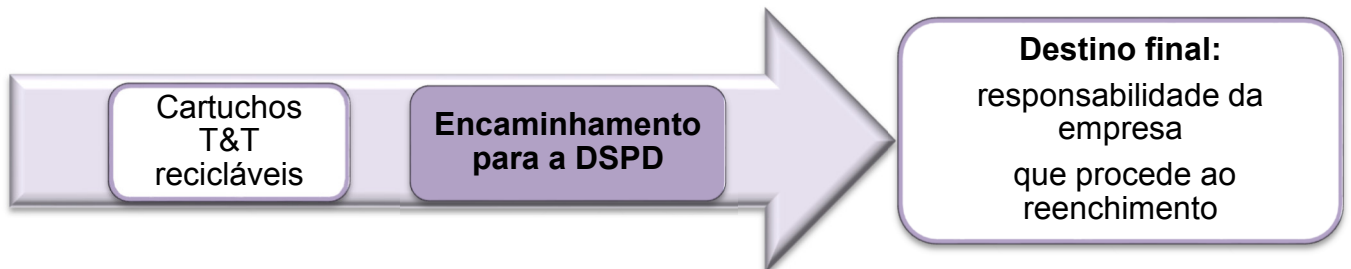 Cartuchos
T&T
recicláveis
Encaminhamento
para a DSPD
Destino final:
responsabilidade da
empresa
que procede ao
reenchimento